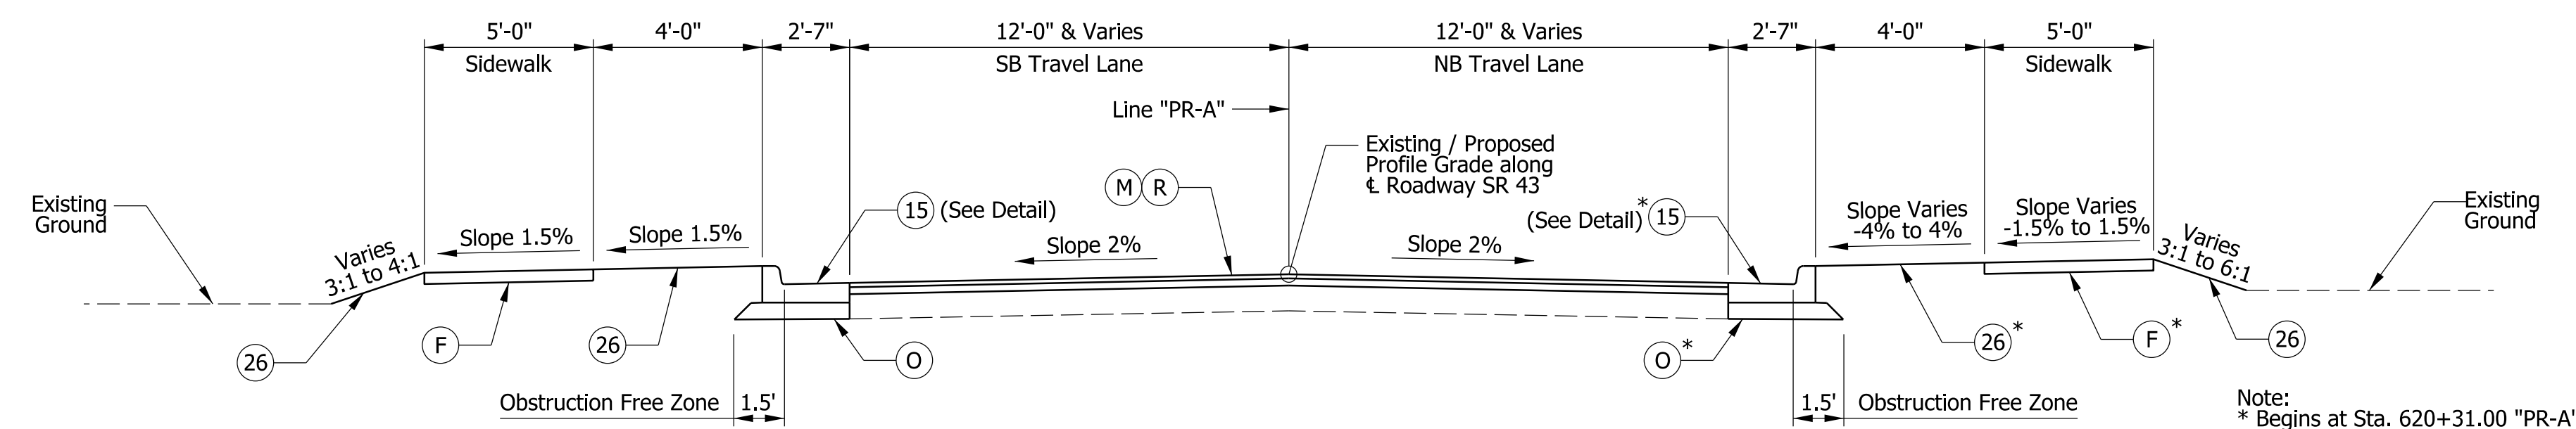 5'-0"
4'-0"
2'-7"
12'-0" & Varies
12'-0" & Varies
2'-7"
4'-0"
5'-0"
Sidewalk
SB Travel Lane
NB Travel Lane
Sidewalk
Line "PR-A"
Existing / Proposed
Profile Grade along
℄ Roadway SR 43
Existing
Ground
Varies
3:1 to 4:1
Slope 1.5%
Slope 1.5%
15 (See Detail)
M R
Slope 2%
Slope 2%
(See Detail)* 15
Slope Varies
-4% to 4%
Slope Varies
-1.5% to 1.5%
Varies
3:1 to 6:1
Existing
Ground
26
F
26
O
O*
26*
F*
26
Obstruction Free Zone
1.5'
1.5'
Obstruction Free Zone
Note:
* Begins at Sta. 620+31.00 "PR-A"